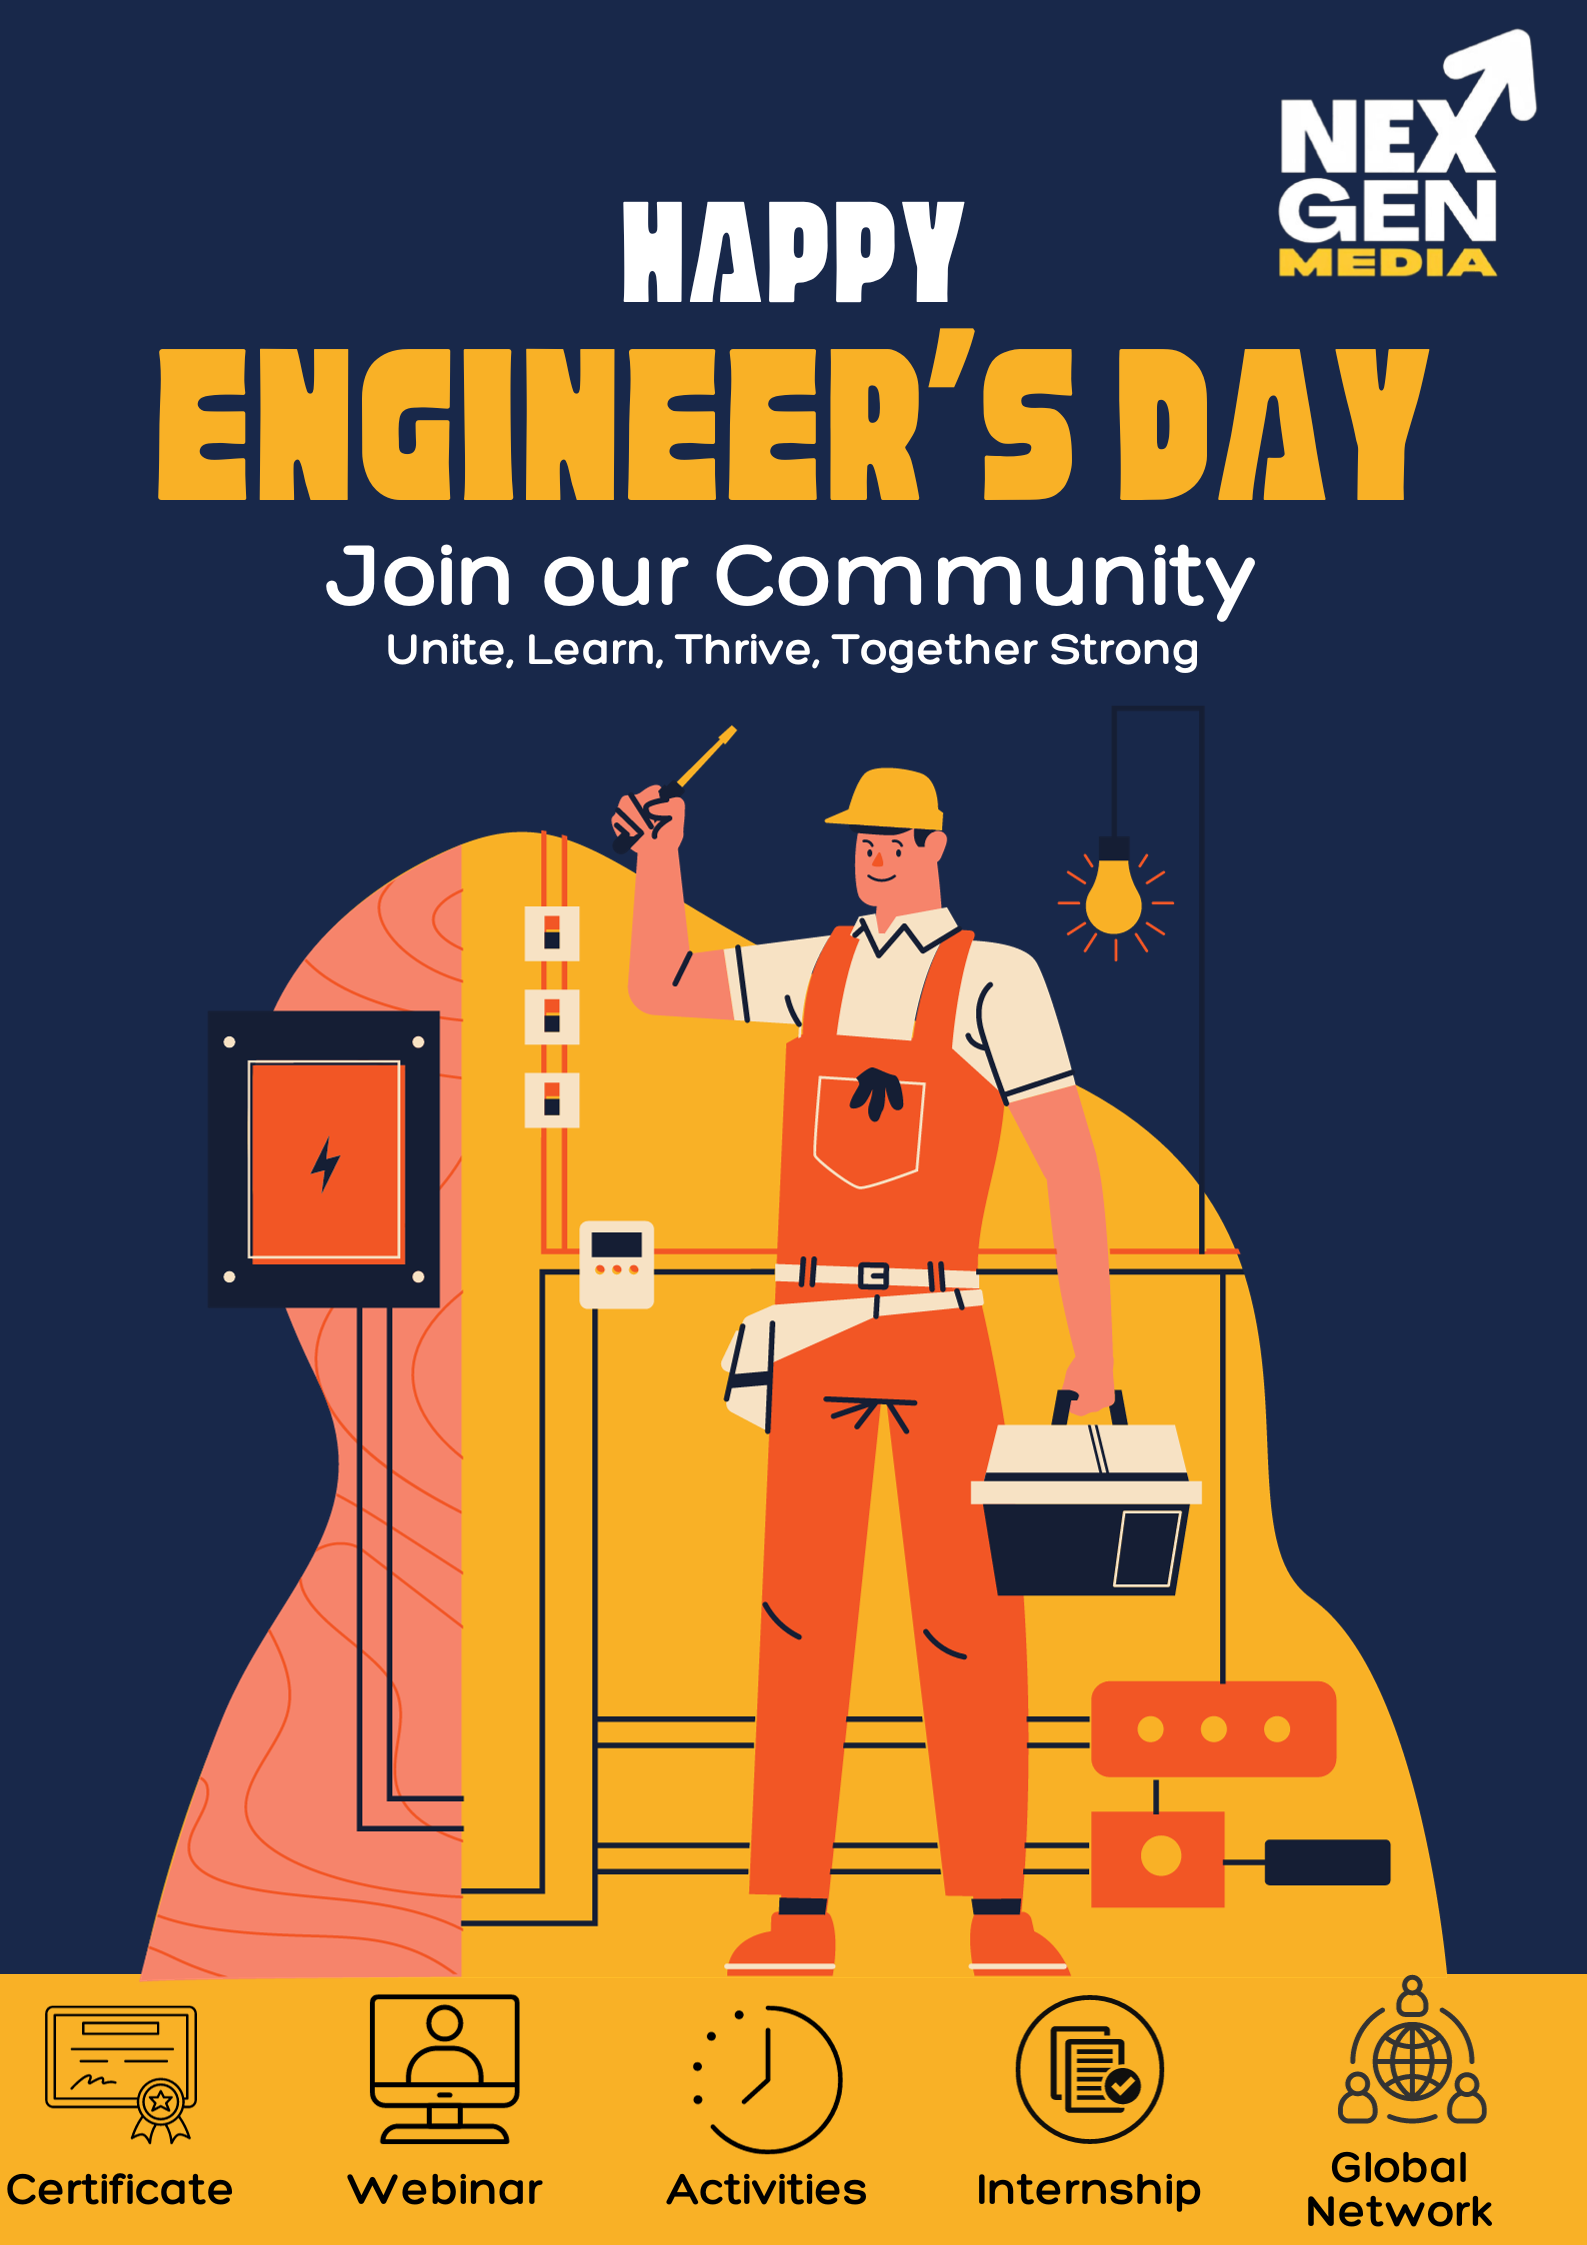 NEX
GEN
MEDIA
HAPPY
ENGINEER'S DAY
Join our Community
Unite, Learn, Thrive, Together Strong
Certificate
Webinar
Activities
Internship
Global
Network